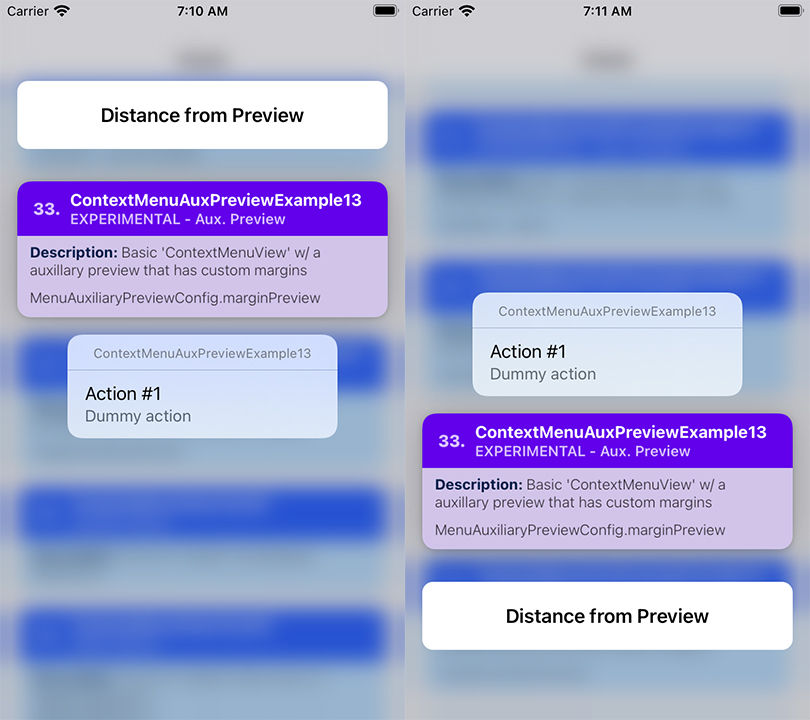 Carrier 7:10 AM
Distance from Preview
33. ContextMenuAuxPreviewExample13
EXPERIMENTAL - Aux. Preview
Description: Basic 'ContextMenuView' w/ a
auxillary preview that has custom margins
MenuAuxiliaryPreviewConfig.marginPreview
ContextMenuAuxPreviewExample13
Action #1
Dummy action
Carrier 7:11 AM
ContextMenuAuxPreviewExample13
Action #1
Dummy action
33. ContextMenuAuxPreviewExample13
EXPERIMENTAL - Aux. Preview
Description: Basic 'ContextMenuView' w/ a
auxillary preview that has custom margins
MenuAuxiliaryPreviewConfig.marginPreview
Distance from Preview